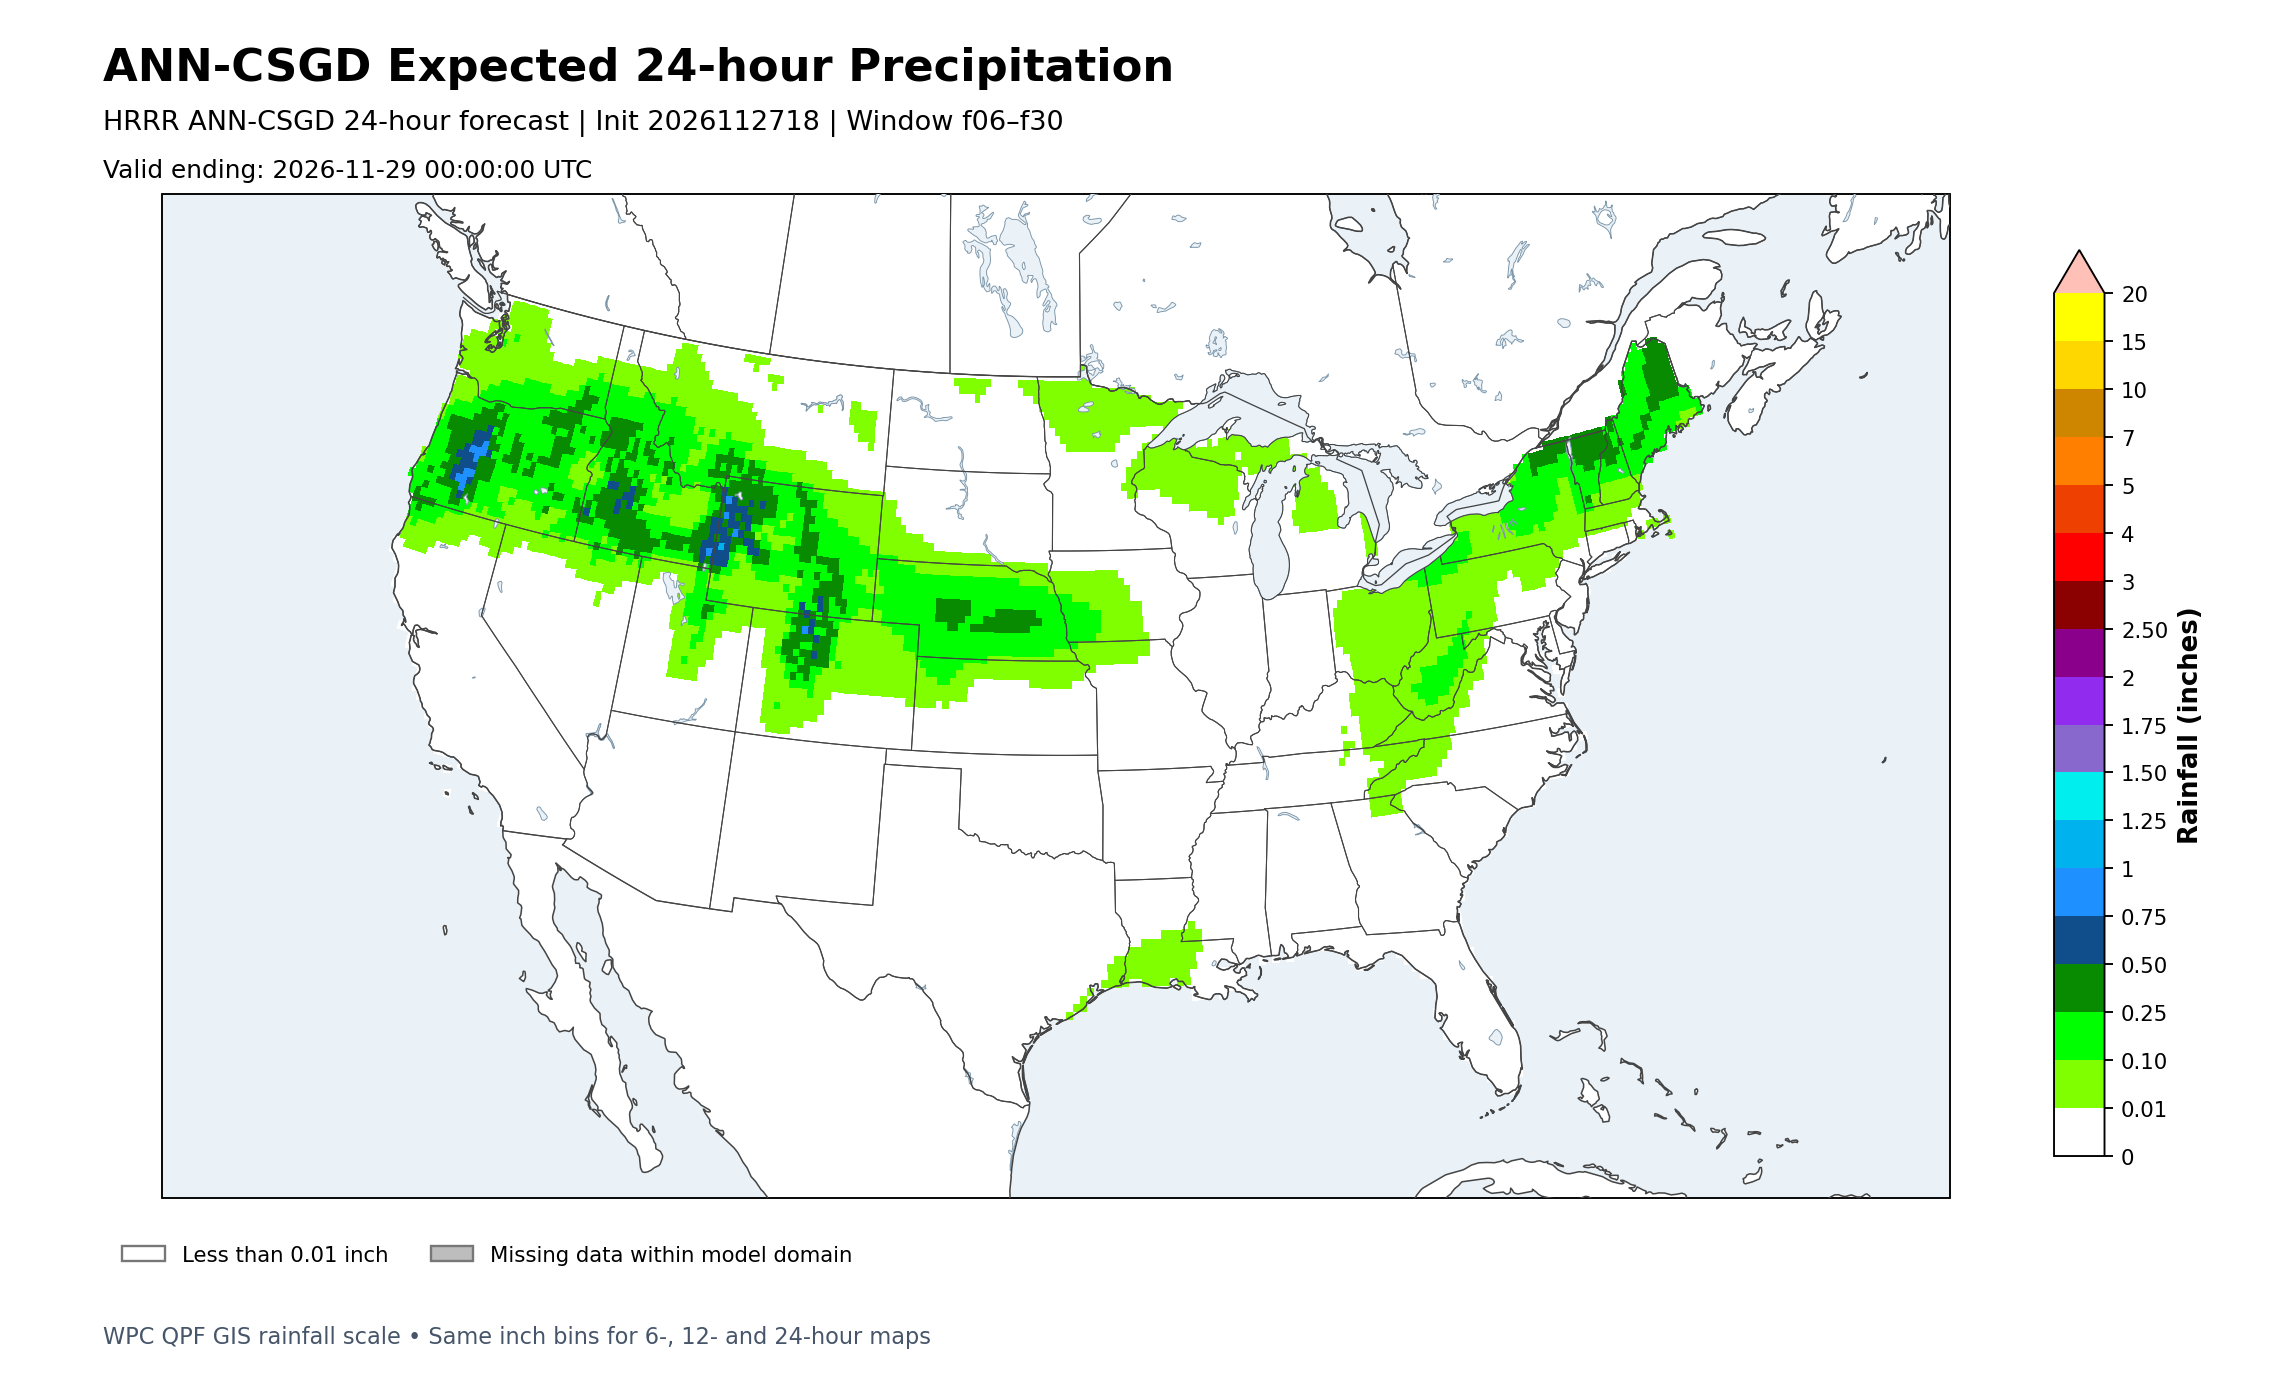 ANN-CSGD Expected 24-hour Precipitation
HRRR ANN-CSGD 24-hour forecast | Init 2026112718 | Window f06–f30
Valid ending: 2026-11-29 00:00:00 UTC
20
15
10
7
5
4
3
2.50
2
1.75
1.50
1.25
1
0.75
0.50
0.25
0.10
0.01
0
Rainfall (inches)
Less than 0.01 inch
Missing data within model domain
WPC QPF GIS rainfall scale • Same inch bins for 6-, 12- and 24-hour maps